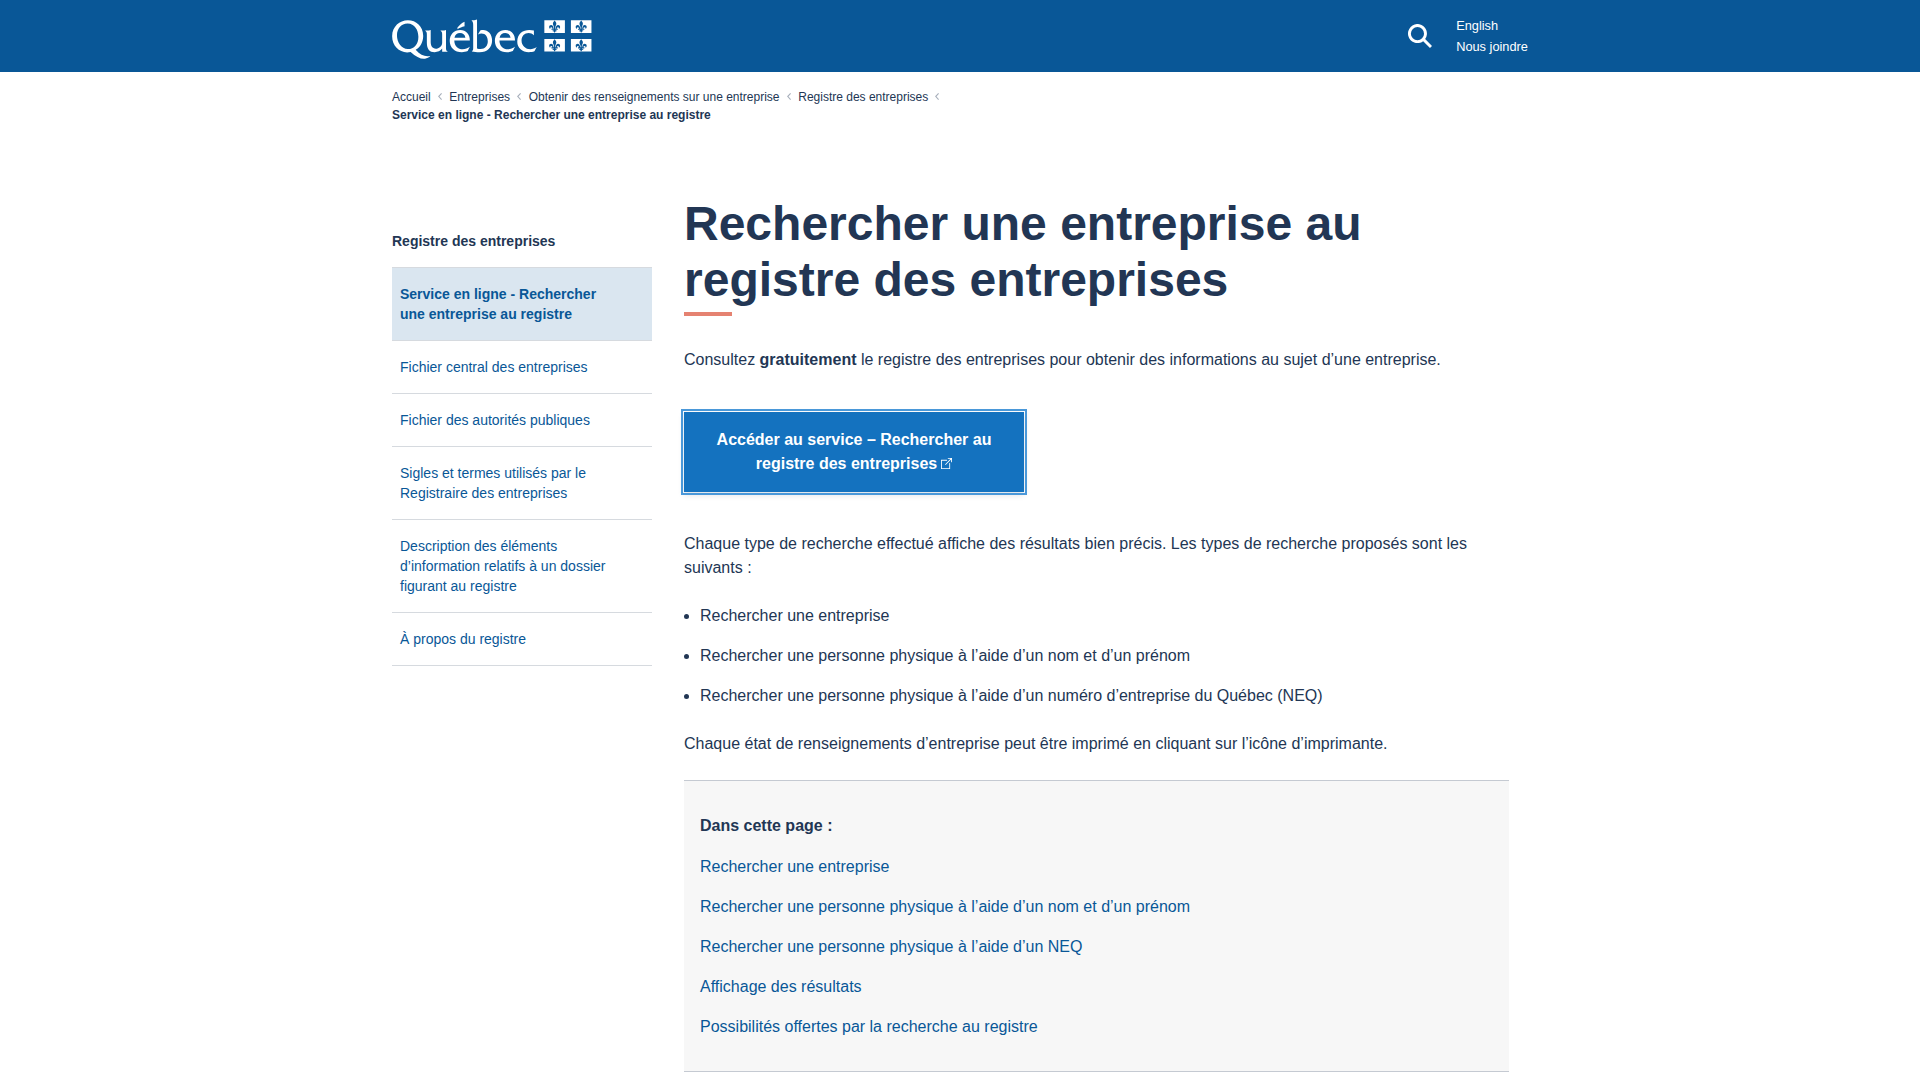 Québec
English
Nous joindre
Accueil
Entreprises
Obtenir des renseignements sur une entreprise
Registre des entreprises
Service en ligne - Rechercher une entreprise au registre
Registre des entreprises
Service en ligne - Rechercher
une entreprise au registre
Fichier central des entreprises
Fichier des autorités publiques
Sigles et termes utilisés par le
Registraire des entreprises
Description des éléments
d’information relatifs à un dossier
figurant au registre
À propos du registre
Rechercher une entreprise au
registre des entreprises
Consultez gratuitement le registre des entreprises pour obtenir des informations au sujet d’une entreprise.
Accéder au service – Rechercher au
registre des entreprises
Chaque type de recherche effectué affiche des résultats bien précis. Les types de recherche proposés sont les
suivants :
Rechercher une entreprise
Rechercher une personne physique à l’aide d’un nom et d’un prénom
Rechercher une personne physique à l’aide d’un numéro d’entreprise du Québec (NEQ)
Chaque état de renseignements d’entreprise peut être imprimé en cliquant sur l’icône d’imprimante.
Dans cette page :
Rechercher une entreprise
Rechercher une personne physique à l’aide d’un nom et d’un prénom
Rechercher une personne physique à l’aide d’un NEQ
Affichage des résultats
Possibilités offertes par la recherche au registre